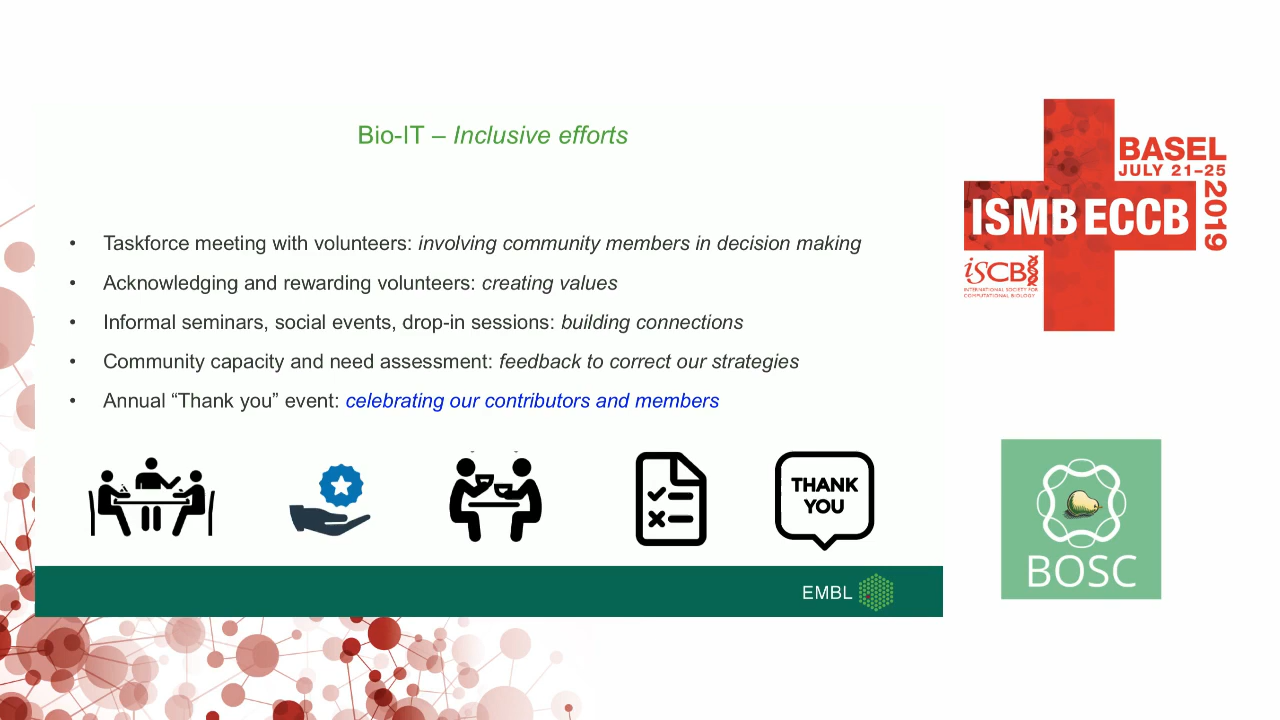 Bio-IT – Inclusive efforts
• Taskforce meeting with volunteers: involving community members in decision making
• Acknowledging and rewarding volunteers: creating values
• Informal seminars, social events, drop-in sessions: building connections
• Community capacity and need assessment: feedback to correct our strategies
• Annual “Thank you” event: celebrating our contributors and members
THANK
YOU
EMBL
BASEL
JULY 21–25
2019
ISMB ECCB
iSCB
INTERNATIONAL SOCIETY FOR
COMPUTATIONAL BIOLOGY
BOSC